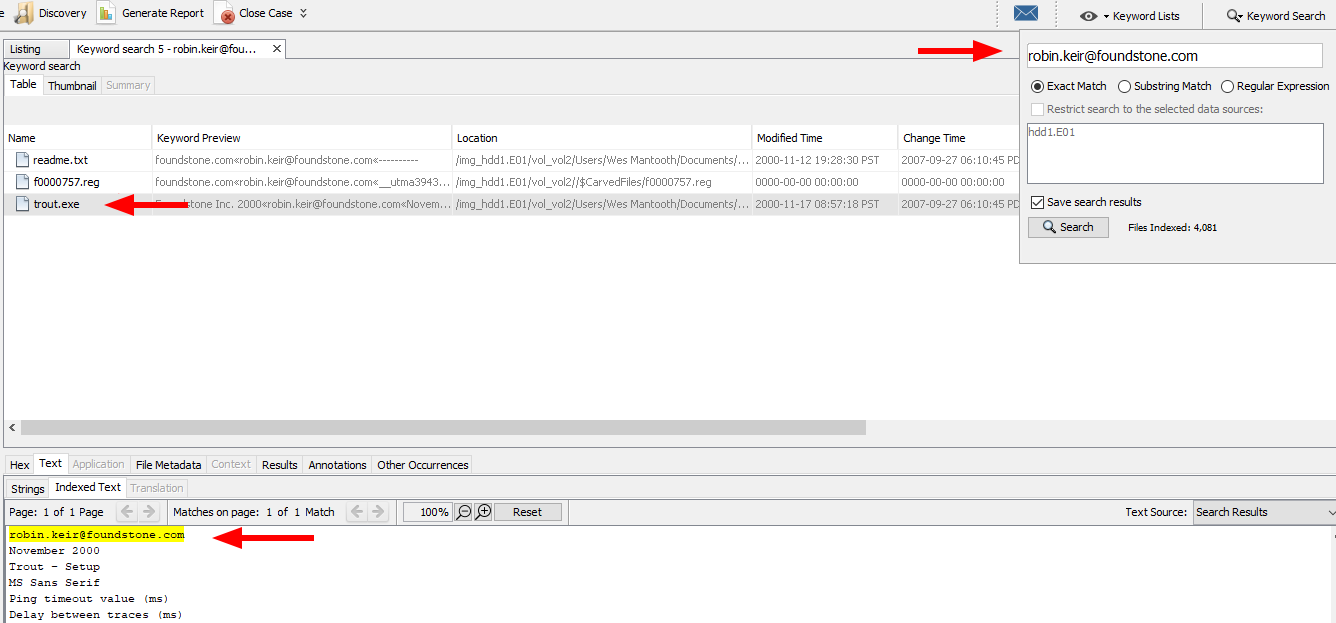 e Discovery Generate Report Close Case Keyword Lists Keyword Search
Listing Keyword search 5 - robin.keir@fou...
Keyword search
Table Thumbnail Summary
robin.keir@foundstone.com
Exact Match Substring Match Regular Expression
Restrict search to the selected data sources:
hdd1.E01
Save search results
Search Files Indexed: 4,081
Name Keyword Preview Location Modified Time Change Time
readme.txt foundstone.com«robin.keir@foundstone.com«---------- /img_hdd1.E01/vol_vol2/Users/Wes Mantooth/Documents/... 2000-11-12 19:28:30 PST 2007-09-27 06:10:45 PD
f0000757.reg foundstone.com«robin.keir@foundstone.com«__utma3943... /img_hdd1.E01/vol_vol2//$CarvedFiles/f0000757.reg 0000-00-00 00:00:00 0000-00-00 00:00:00
trout.exe Inc. 2000«robin.keir@foundstone.com«Novem... /img_hdd1.E01/vol_vol2/Users/Wes Mantooth/Documents/... 2000-11-17 08:57:18 PST 2007-09-27 06:10:45 PD
Hex Text Application File Metadata Context Results Annotations Other Occurrences
Strings Indexed Text Translation
Page: 1 of 1 Page Matches on page: 1 of 1 Match 100% Reset Text Source: Search Results
robin.keir@foundstone.com
November 2000
Trout - Setup
MS Sans Serif
Ping timeout value (ms)
Delay between traces (ms)